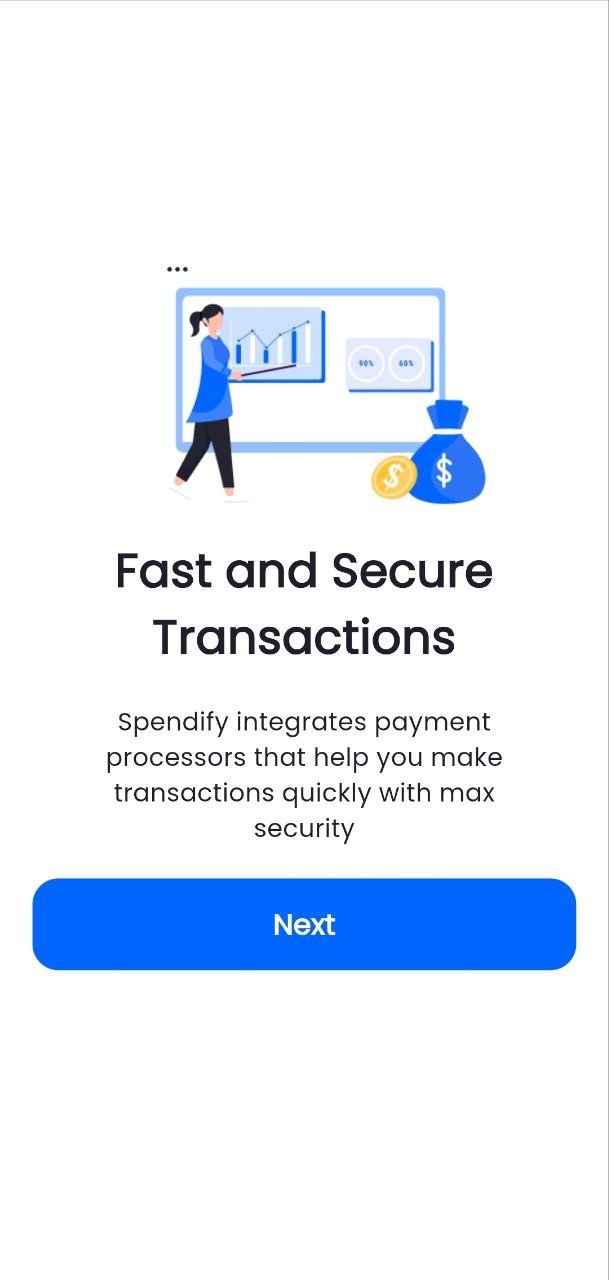 90%
60%
$
$
Fast and Secure
Transactions
Spendify integrates payment
processors that help you make
transactions quickly with max
security
Next